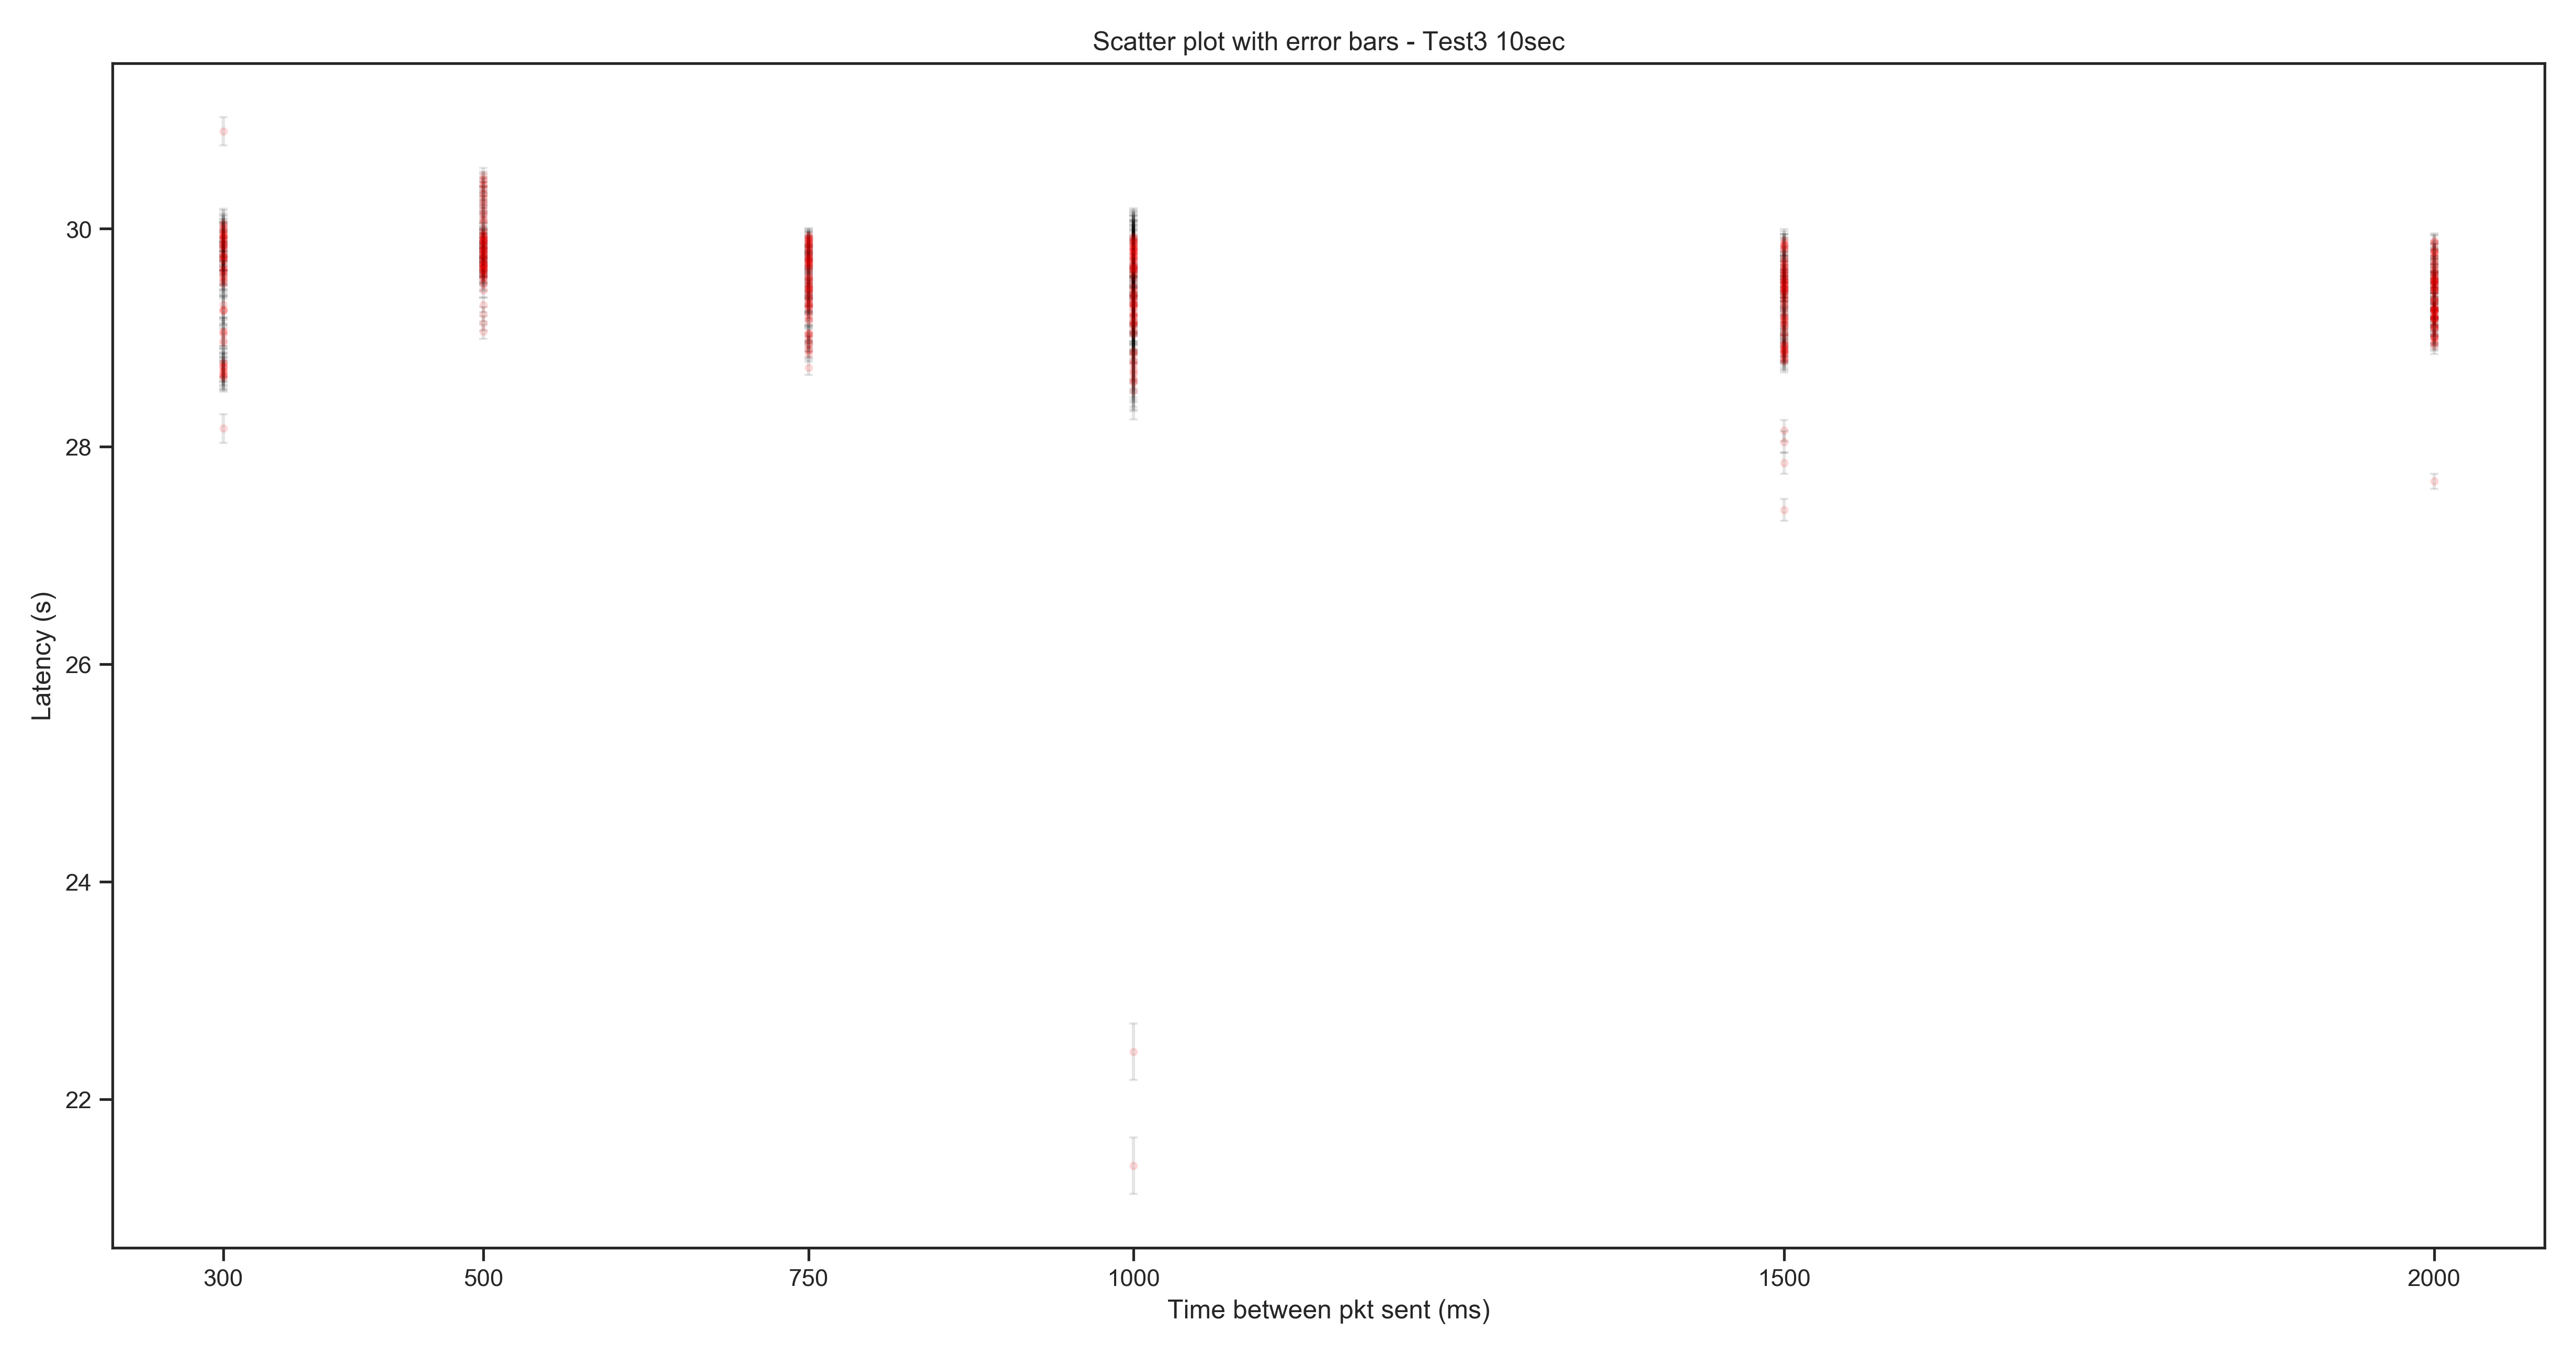 Scatter plot with error bars - Test3 10sec
Latency (s)
30
28
26
24
22
300 500 750 1000 1500 2000
Time between pkt sent (ms)